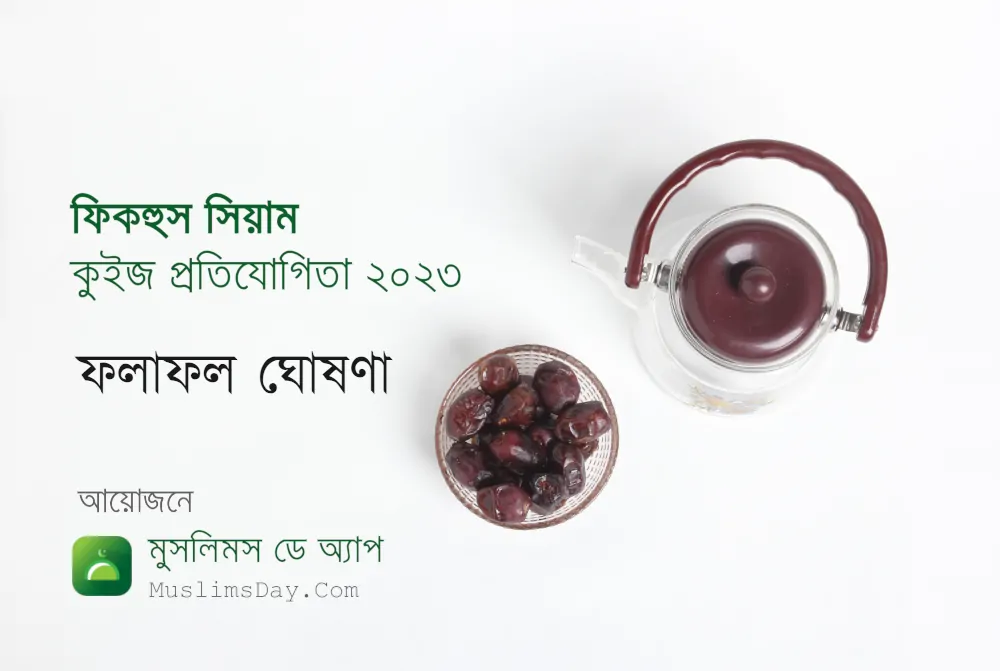 ফিকহুস সিয়াম
কুইজ প্রতিযোগিতা ২০২৩
ফলাফল ঘোষণা
আয়োজনে
মুসলিমস ডে অ্যাপ
MuslimsDay.Com